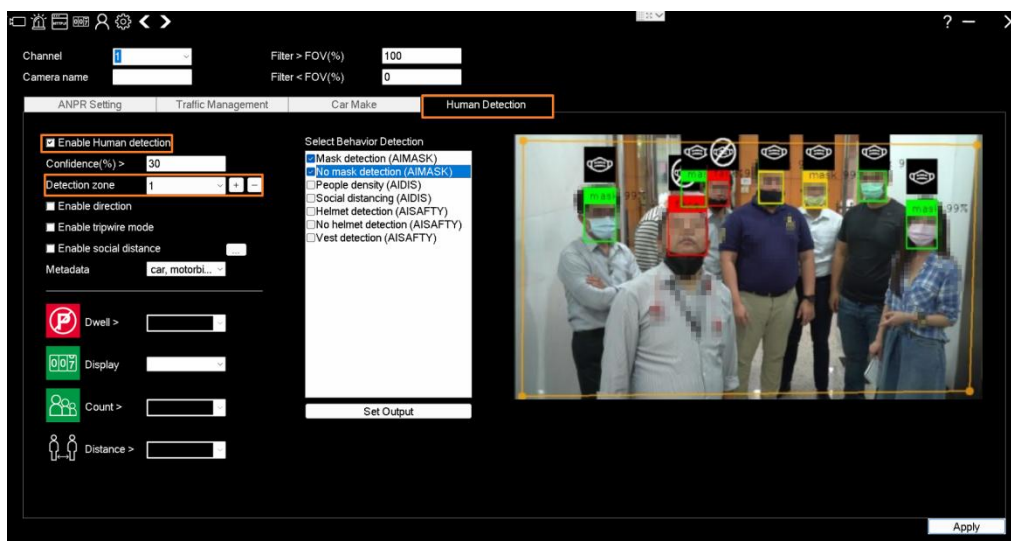 ? −
Channel 1 Filter > FOV(%) 100
Camera name Filter < FOV(%) 0
ANPR Setting Traffic Management Car Make Human Detection
Enable Human detection
Confidence(%) > 30
Detection zone 1 + −
Enable direction
Enable tripwire mode
Enable social distance ...
Metadata car, motorbi...
Dwell >
007 Display
Count >
Distance >
Select Behavior Detection
Mask detection (AIMASK)
No mask detection (AIMASK)
People density (AIDIS)
Social distancing (AIDIS)
Helmet detection (AISAFTY)
No helmet detection (AISAFTY)
Vest detection (AISAFTY)
Set Output
mask 99%
mask 99%
Apply